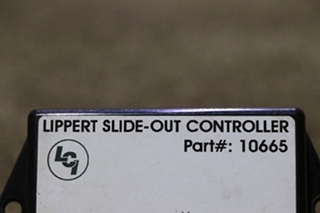 LIPPERT SLIDE-OUT CONTROLLER
Part#: 10665
LCI